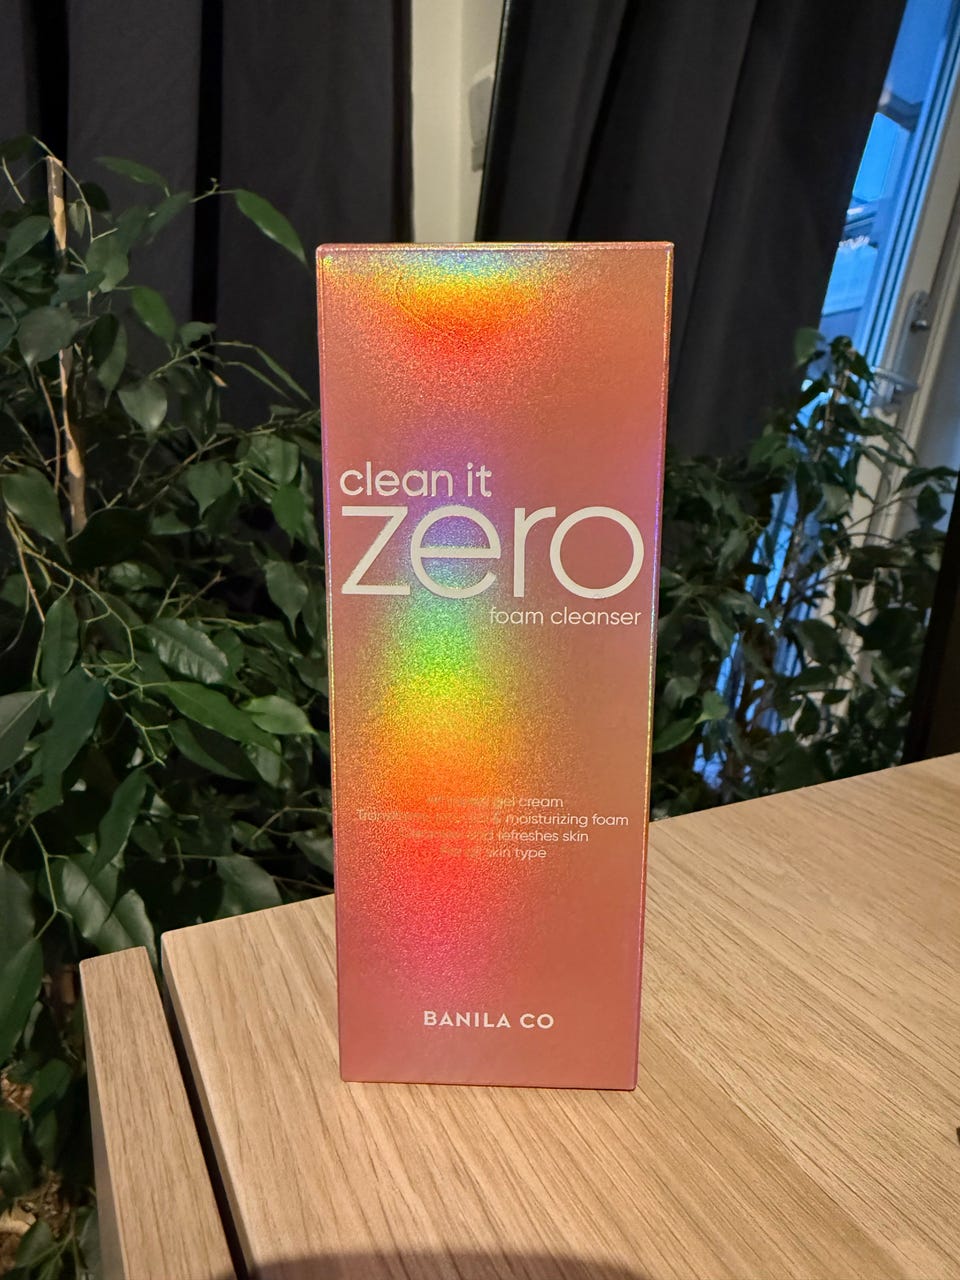 clean it
zero
foam cleanser
gel cream
& moisturizing foam
refreshes skin
skin type
BANILA CO